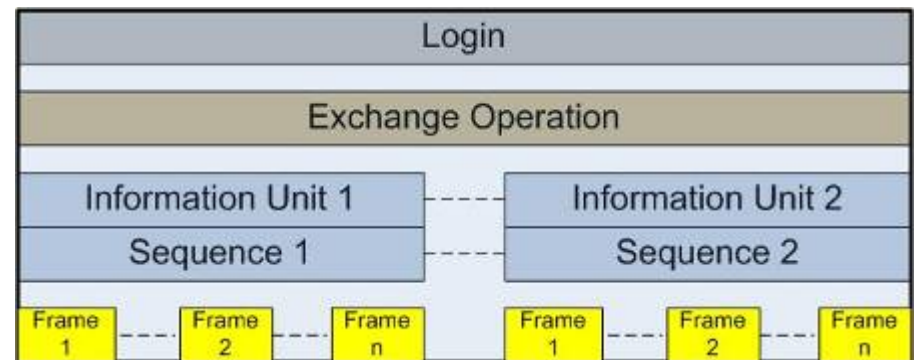 Login
Exchange Operation
Information Unit 1
Information Unit 2
Sequence 1
Sequence 2
Frame
1
Frame
2
Frame
n
Frame
1
Frame
2
Frame
n